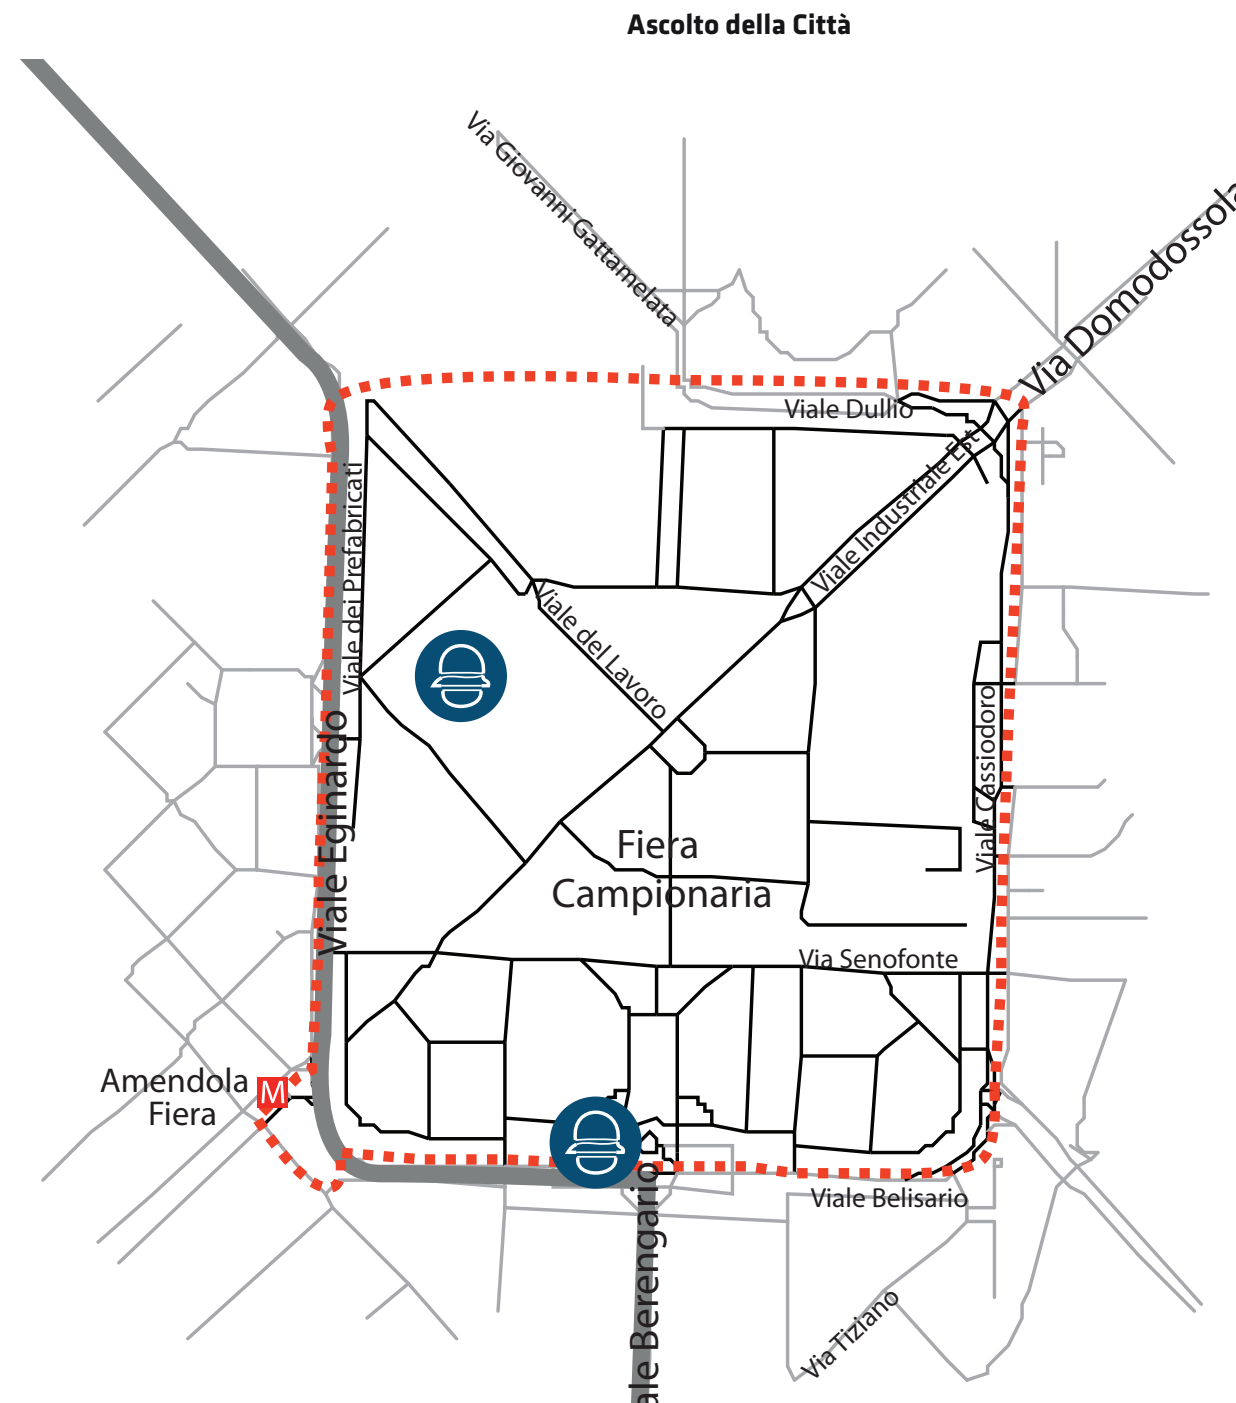 Ascolto della Città
Via Giovanni Gattamelata
Via Domodossola
Viale Dullio
Viale Industriale Est
Viale dei Prefabricati
Viale del Lavoro
Viale Cassiodoro
Viale Eginardo
Fiera
Campionaria
Via Senofonte
Amendola
Fiera
M
Viale Belisario
ale Berengario
Via Tiziano